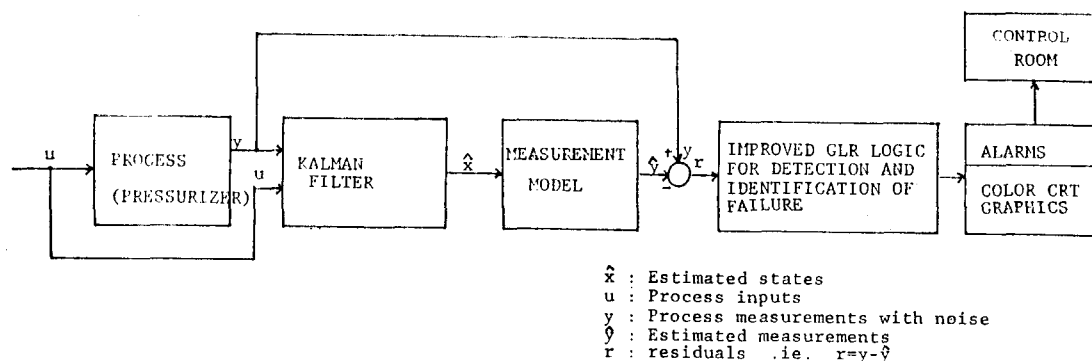 CONTROL
ROOM
u
PROCESS
(PRESSURIZER)
y
u
KALMAN
FILTER
x̂
MEASUREMENT
MODEL
ŷ
+
y
-
r
IMPROVED GLR LOGIC
FOR DETECTION AND
IDENTIFICATION OF
FAILURE
ALARMS
COLOR CRT
GRAPHICS
x̂ : Estimated states
u : Process inputs
y : Process measurements with noise
ŷ : Estimated measurements
r : residuals .ie. r=y-ŷ